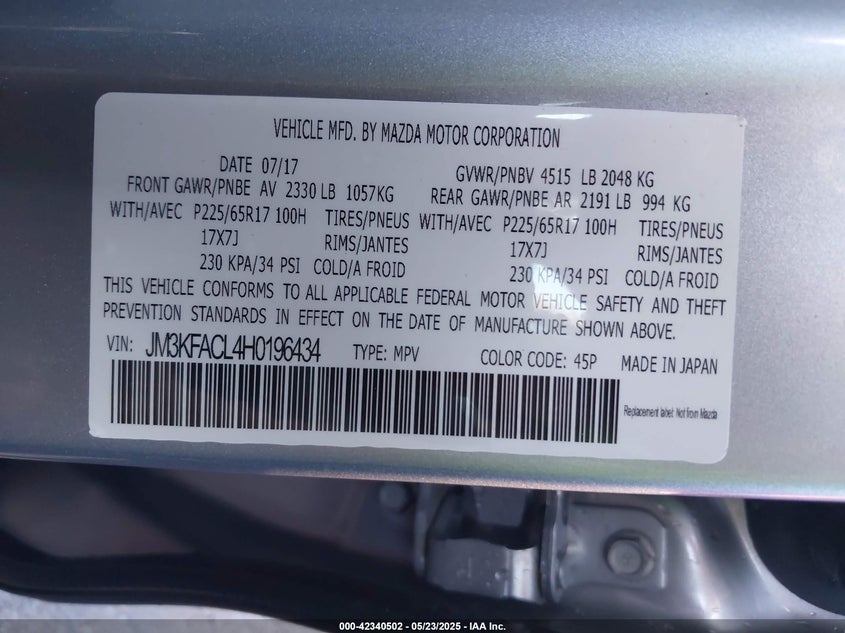 VEHICLE MFD. BY MAZDA MOTOR CORPORATION
DATE 07/17 GVWR/PNBV 4515 LB 2048 KG
FRONT GAWR/PNBE AV 2330 LB 1057KG REAR GAWR/PNBE AR 2191 LB 994 KG
WITH/AVEC P225/65R17 100H TIRES/PNEUS WITH/AVEC P225/65R17 100H TIRES/PNEUS
17X7J RIMS/JANTES 17X7J RIMS/JANTES
230 KPA/34 PSI COLD/A FROID 230 KPA/34 PSI COLD/A FROID
THIS VEHICLE CONFORMS TO ALL APPLICABLE FEDERAL MOTOR VEHICLE SAFETY AND THEFT
PREVENTION STANDARDS IN EFFECT ON THE DATE OF MANUFACTURE SHOWN ABOVE.
VIN: JM3KFACL4H0196434 TYPE: MPV COLOR CODE: 45P MADE IN JAPAN
Replacement label: Not from Mazda
000-42340502 - 05/23/2025 - IAA Inc.